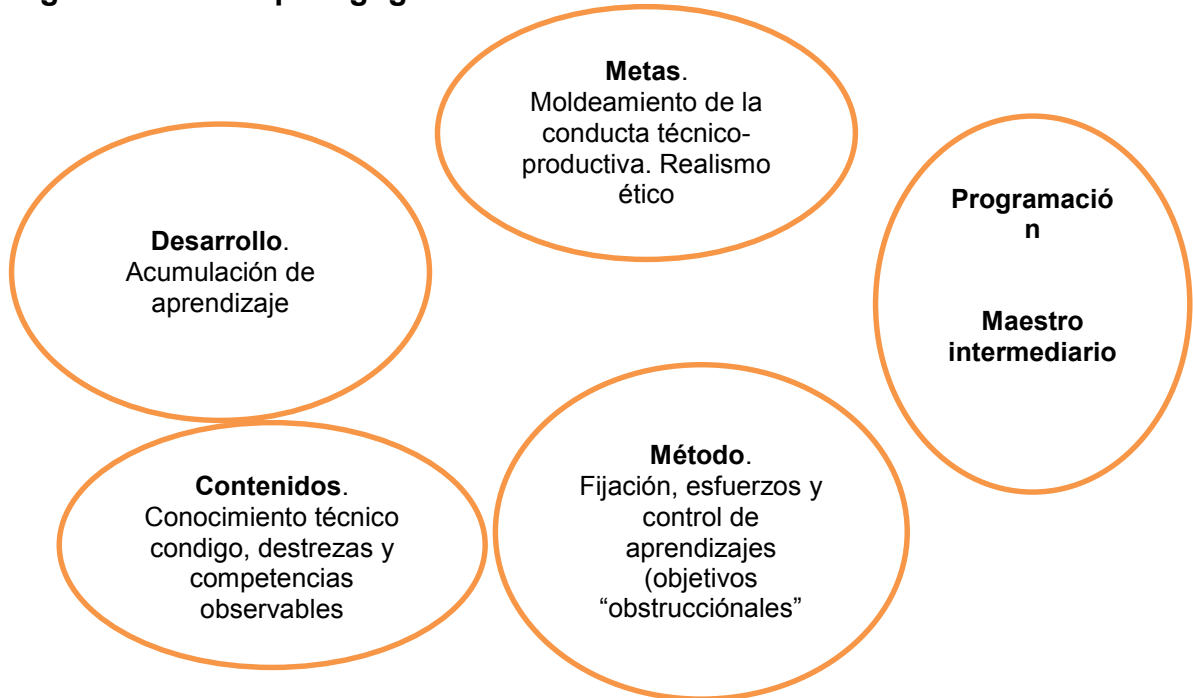 Metas.
Moldeamiento de la
conducta técnico-
productiva. Realismo
ético
Desarrollo.
Acumulación de
aprendizaje
Programació
n
Maestro
intermediario
Contenidos.
Conocimiento técnico
condigo, destrezas y
competencias
observables
Método.
Fijación, esfuerzos y
control de
aprendizajes
(objetivos
“obstrucciónales”